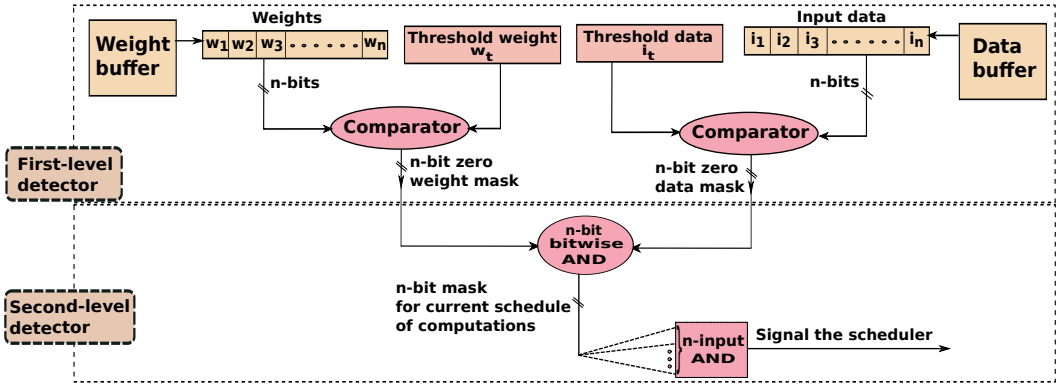 Weights
Weight
buffer
w1 w2 w3 wn
Threshold weight
wt
Threshold data
it
Input data
i1 i2 i3 in
Data
buffer
n-bits
n-bits
Comparator
Comparator
First-level
detector
n-bit zero
weight mask
n-bit zero
data mask
n-bit
bitwise
AND
Second-level
detector
n-bit mask
for current schedule
of computations
n-input
AND
Signal the scheduler